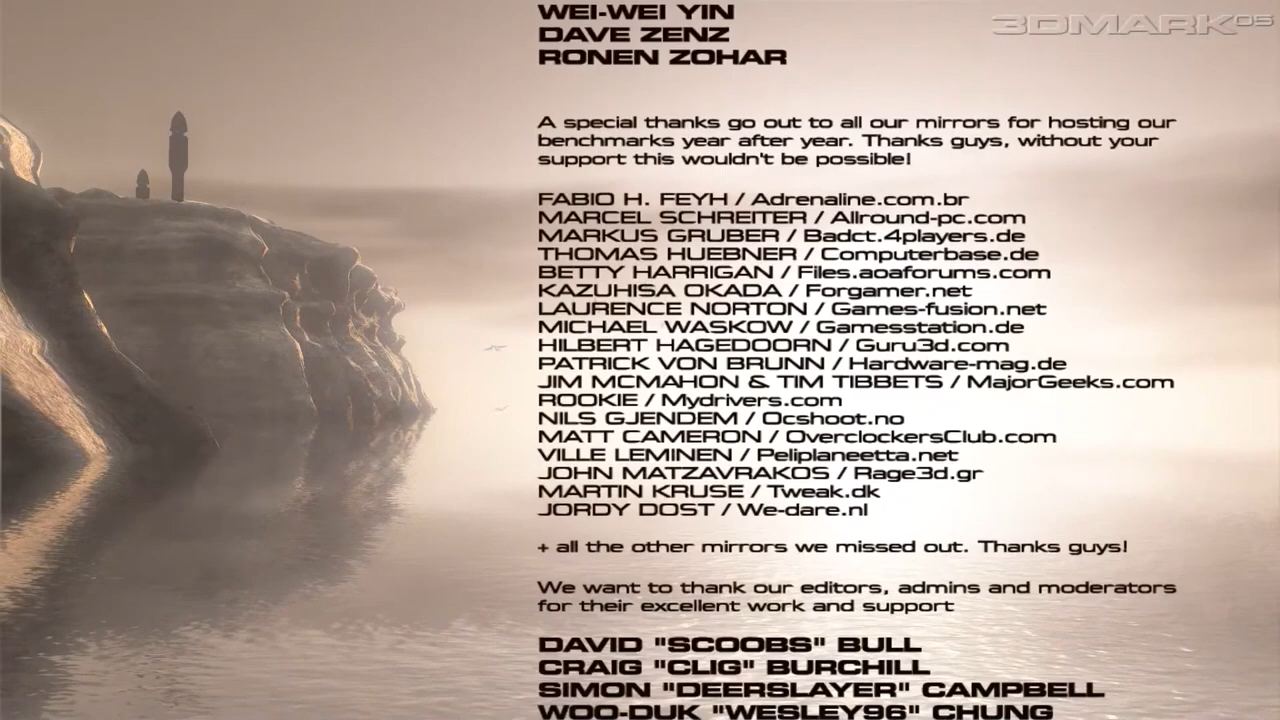 WEI-WEI YIN
DAVE ZENZ
RONEN ZOHAR
3DMARK05
A special thanks go out to all our mirrors for hosting our
benchmarks year after year. Thanks guys, without your
support this wouldn't be possible!
FABIO H. FEYH / Adrenaline.com.br
MARCEL SCHREITER / Allround-pc.com
MARKUS GRUBER / Badct.4players.de
THOMAS HUEBNER / Computerbase.de
BETTY HARRIGAN / Files.aoaforums.com
KAZUHISA OKADA / Forgamer.net
LAURENCE NORTON / Games-fusion.net
MICHAEL WASKOW / Gamesstation.de
HILBERT HAGEDOORN / Guru3d.com
PATRICK VON BRUNN / Hardware-mag.de
JIM MCMAHON & TIM TIBBETS / MajorGeeks.com
ROOKIE / Mydrivers.com
NILS GJENDEM / Ocshoot.no
MATT CAMERON / OverclockersClub.com
VILLE LEMINEN / Peliplaneetta.net
JOHN MATZAVRAKOS / Rage3d.gr
MARTIN KRUSE / Tweak.dk
JORDY DOST / We-dare.nl
+ all the other mirrors we missed out. Thanks guys!
We want to thank our editors, admins and moderators
for their excellent work and support
DAVID "SCOOBS" BULL
CRAIG "CLIG" BURCHILL
SIMON "DEERSLAYER" CAMPBELL
WOO-DUK "WESLEY96" CHUNG